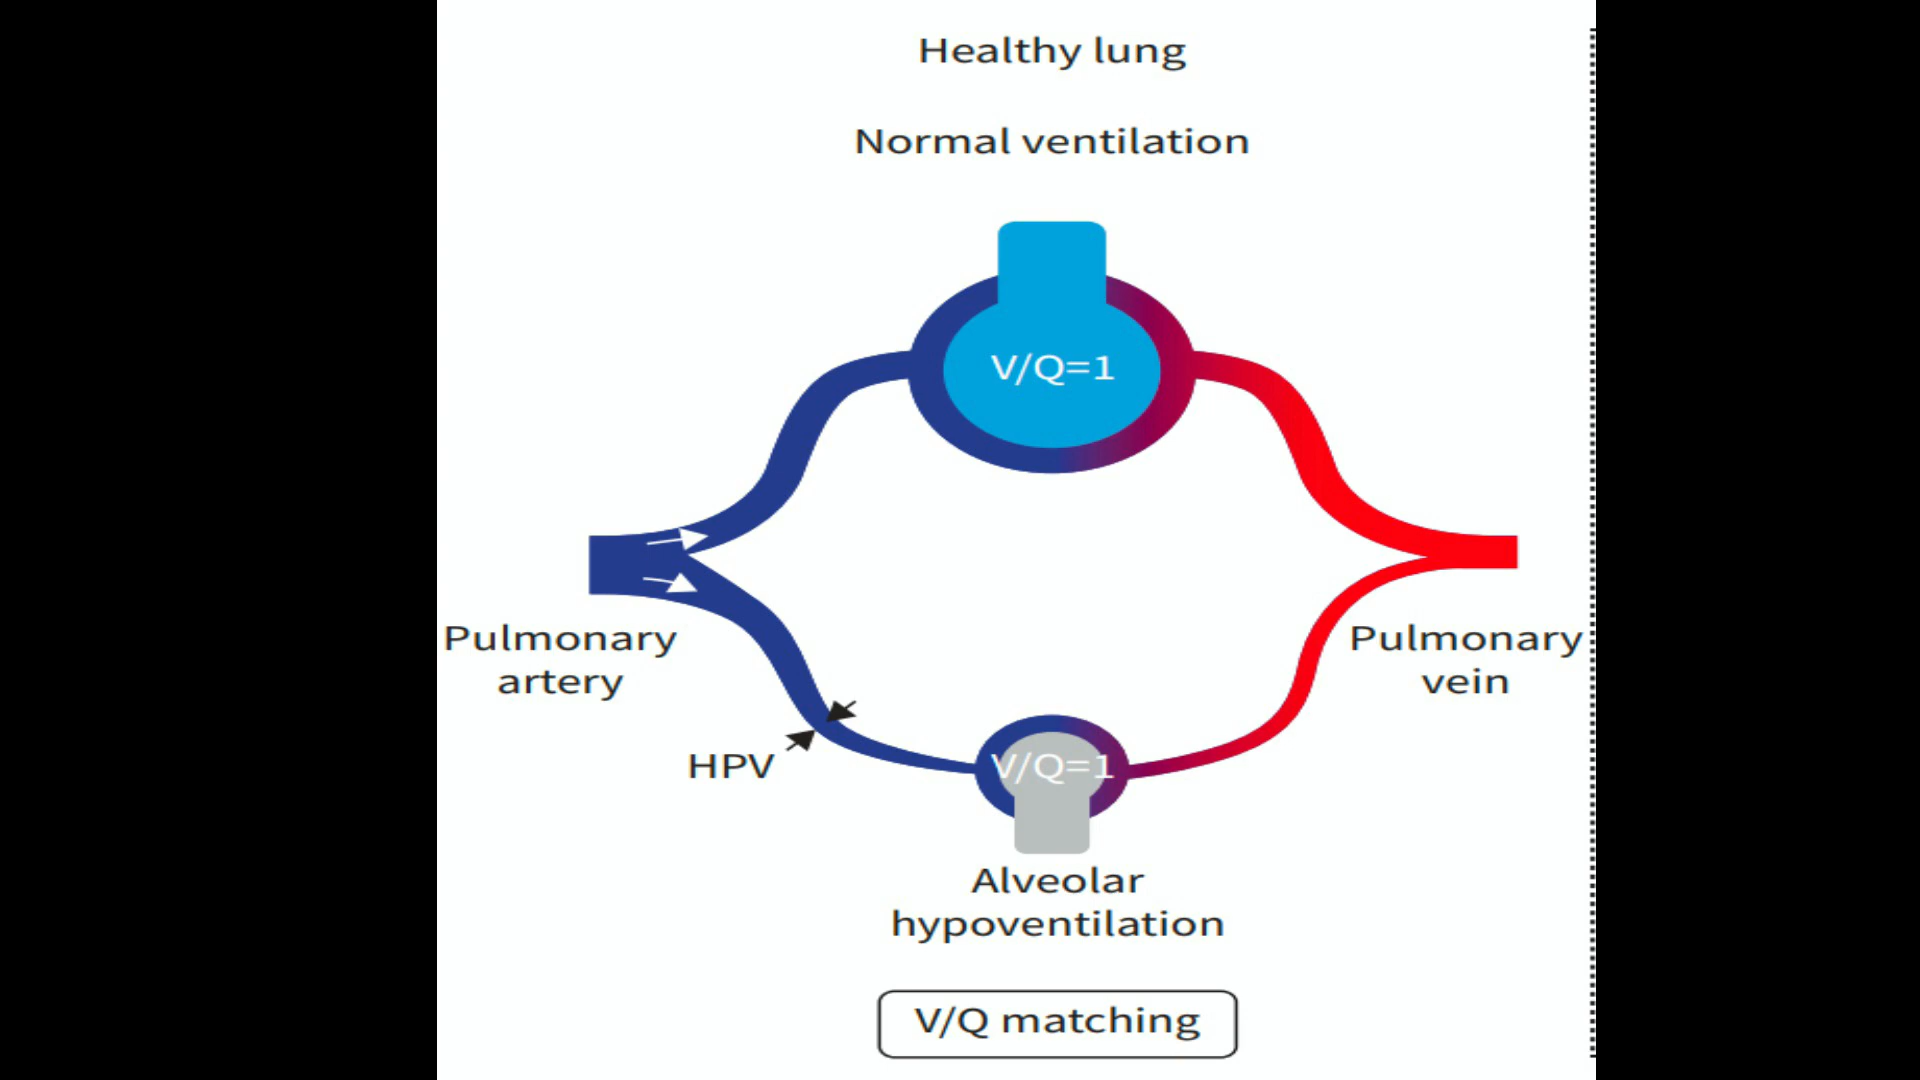 Healthy lung
Normal ventilation
V/Q=1
Pulmonary
artery
Pulmonary
vein
HPV
V/Q=1
Alveolar
hypoventilation
V/Q matching